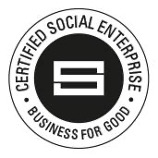 CERTIFIED SOCIAL ENTERPRISE
BUSINESS FOR GOOD